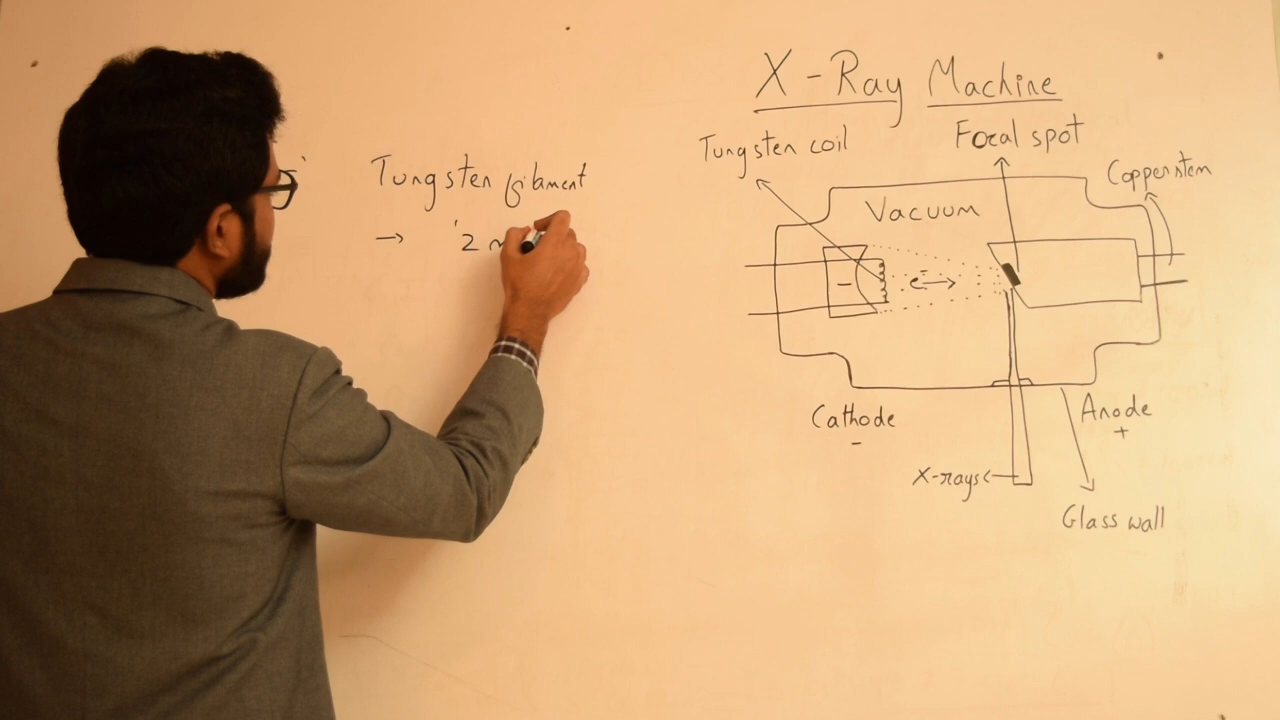 X-Ray Machine
Tungsten coil
Focal spot
Copper stem
Tungsten filament
→ 2
Vacuum
-
e⁻→
Cathode
-
Anode
+
X-rays
Glass wall